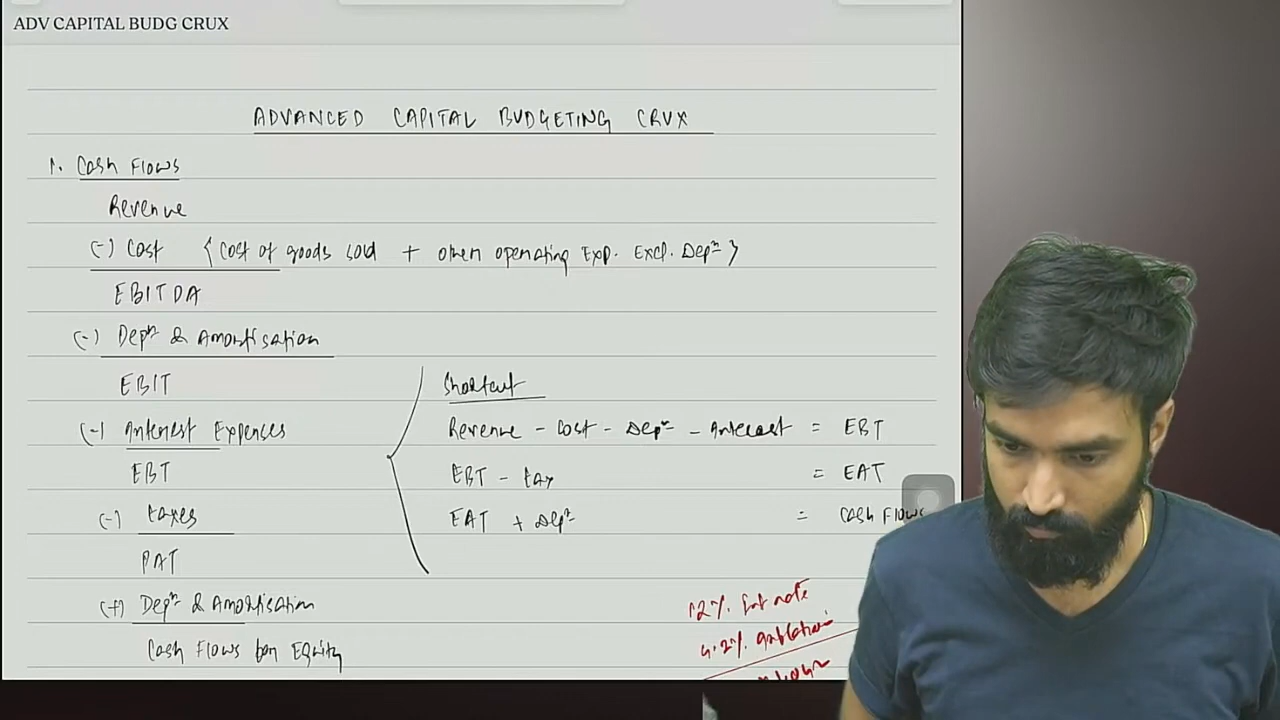 ADV CAPITAL BUDG CRUX
ADVANCED CAPITAL BUDGETING CRUX
1. Cash Flows
Revenue
(-) Cost { Cost of goods sold + other operating Exp. Excl. Depⁿ }
EBITDA
(-) Depⁿ & Amortisation
EBIT
(-) Interest Expenses
EBT
(-) taxes
PAT
(+) Depⁿ & Amortisation
Cash Flows for Equity
Shortcut
Revenue - Cost - Depⁿ - Interest = EBT
EBT - tax = EAT
EAT + Depⁿ = Cash Flows
12% Int rate
4.2% Inflation